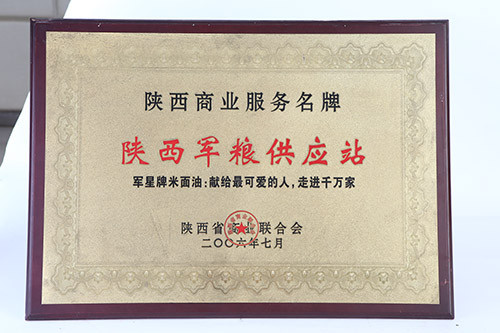 陕西商业服务名牌
陕西军粮供应站
军星牌米面油:献给最可爱的人,走进千万家
陕西省商业联合会
二〇〇六年七月